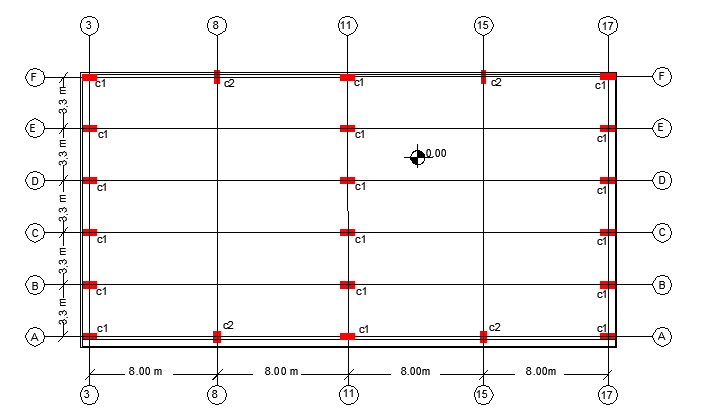 3 8 11 15 17
F c1 c2 c1 c2 c1 F
3,3 m
E c1 c1 c1 E
0.00
3,3 m
D c1 c1 c1 D
3,3 m
C c1 c1 c1 C
3,3 m
B c1 c1 c1 B
3,3 m
A c1 c2 c1 c2 c1 A
8.00 m 8.00 m 8.00m 8.00m
3 8 11 15 17